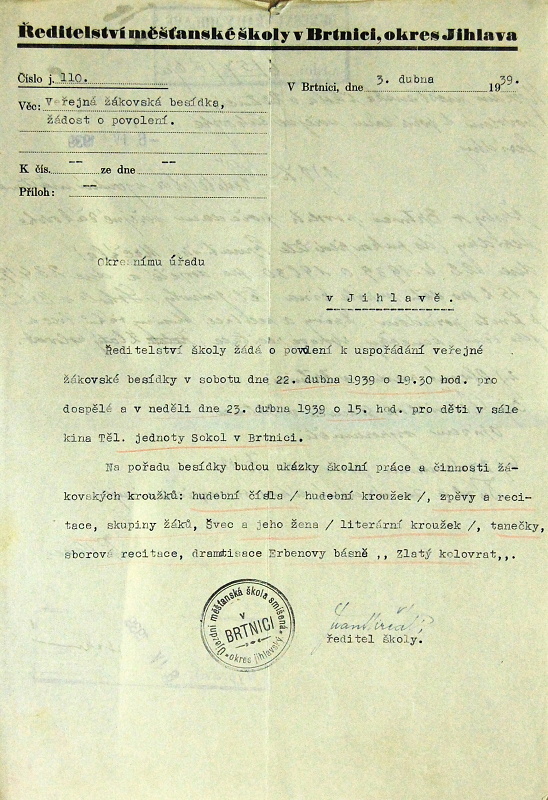 Ředitelství měšťanské školy v Brtnici, okres Jihlava
Číslo j. 110.
V Brtnici, dne 3. dubna 1939.
Věc: Veřejná žákovská besídka,
žádost o povolení.
K čís. -- ze dne --
Příloh: --
Okresnímu úřadu
v Jihlavě.
Ředitelství školy žádá o povolení k uspořádání veřejné
žákovské besídky v sobotu dne 22. dubna 1939 o 19.30 hod. pro
dospělé a v neděli dne 23. dubna 1939 o 15. hod. pro děti v sále
kina Těl. jednoty Sokol v Brtnici.
Na pořadu besídky budou ukázky školní práce a činnosti žá-
kovských kroužků: hudební čísla / hudební kroužek /, zpěvy a reci-
tace, skupiny žáků, Švec a jeho žena / literární kroužek /, tanečky,
sborová recitace, dramatisace Erbenovy básně ,, Zlatý kolovrat,,.
Újezdní měšťanská škola smíšená
V
BRTNICI
okres jihlavský
ředitel školy.